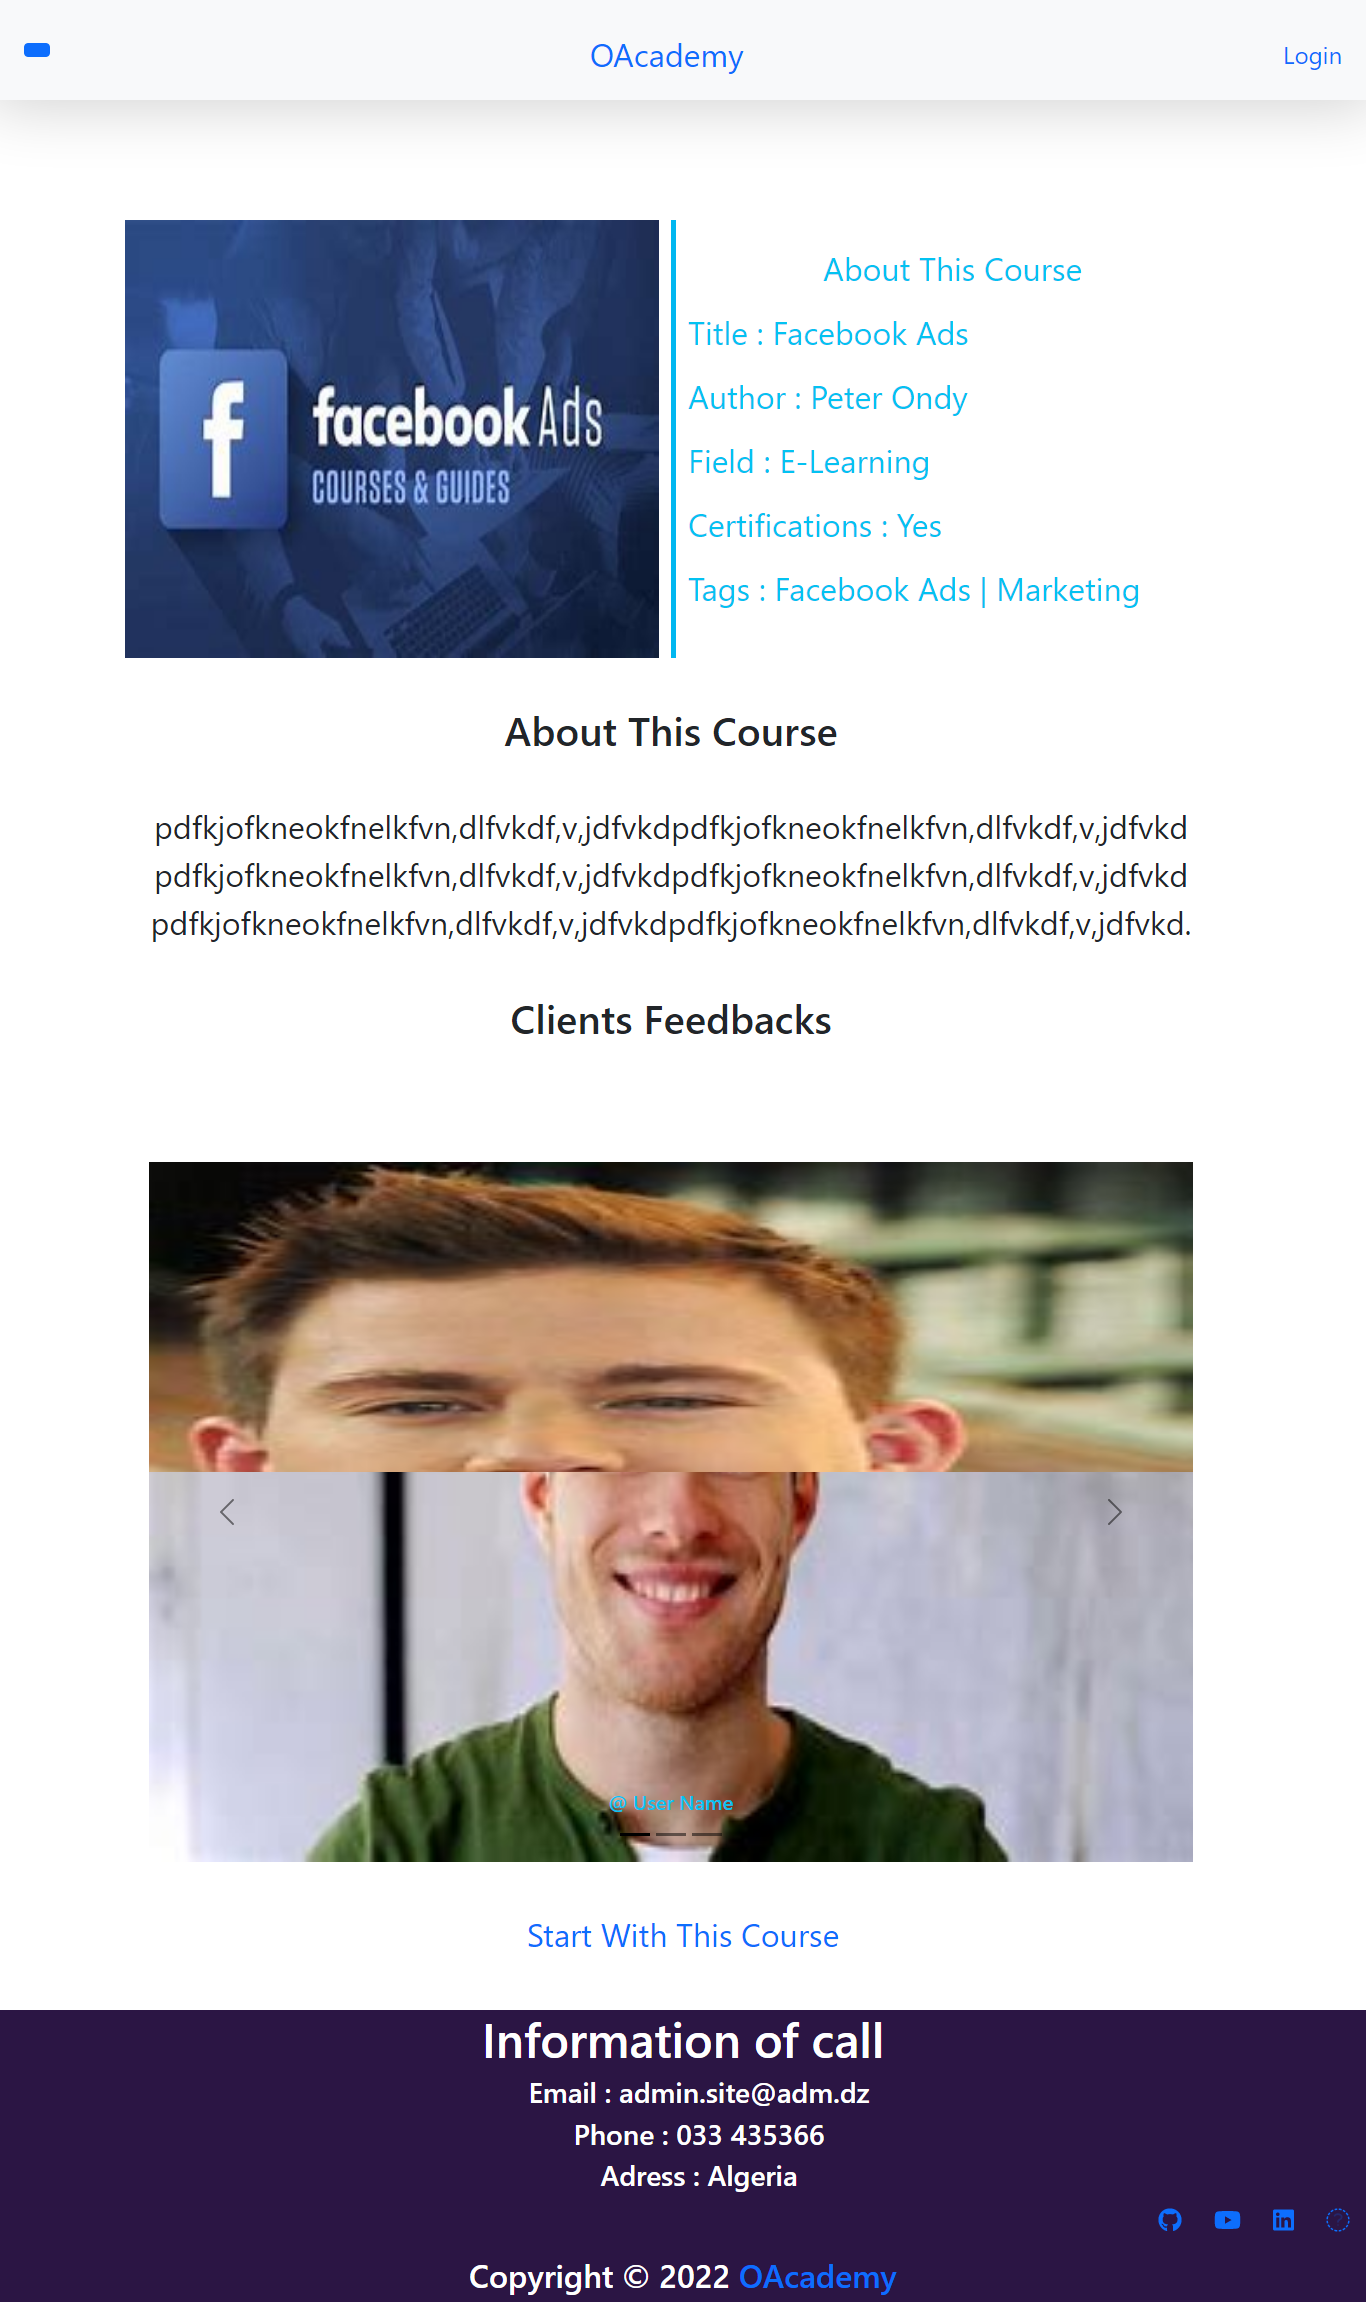 OAcademy
Login
f
facebook Ads
COURSES & GUIDES
About This Course
Title : Facebook Ads
Author : Peter Ondy
Field : E-Learning
Certifications : Yes
Tags : Facebook Ads | Marketing
About This Course
pdfkjofkneokfnelkfvn,dlfvkdf,v,jdfvkdpdfkjofkneokfnelkfvn,dlfvkdf,v,jdfvkd
pdfkjofkneokfnelkfvn,dlfvkdf,v,jdfvkdpdfkjofkneokfnelkfvn,dlfvkdf,v,jdfvkd
pdfkjofkneokfnelkfvn,dlfvkdf,v,jdfvkdpdfkjofkneokfnelkfvn,dlfvkdf,v,jdfvkd.
Clients Feedbacks
@ User Name
Start With This Course
Information of call
Email : admin.site@adm.dz
Phone : 033 435366
Adress : Algeria
Copyright © 2022 OAcademy